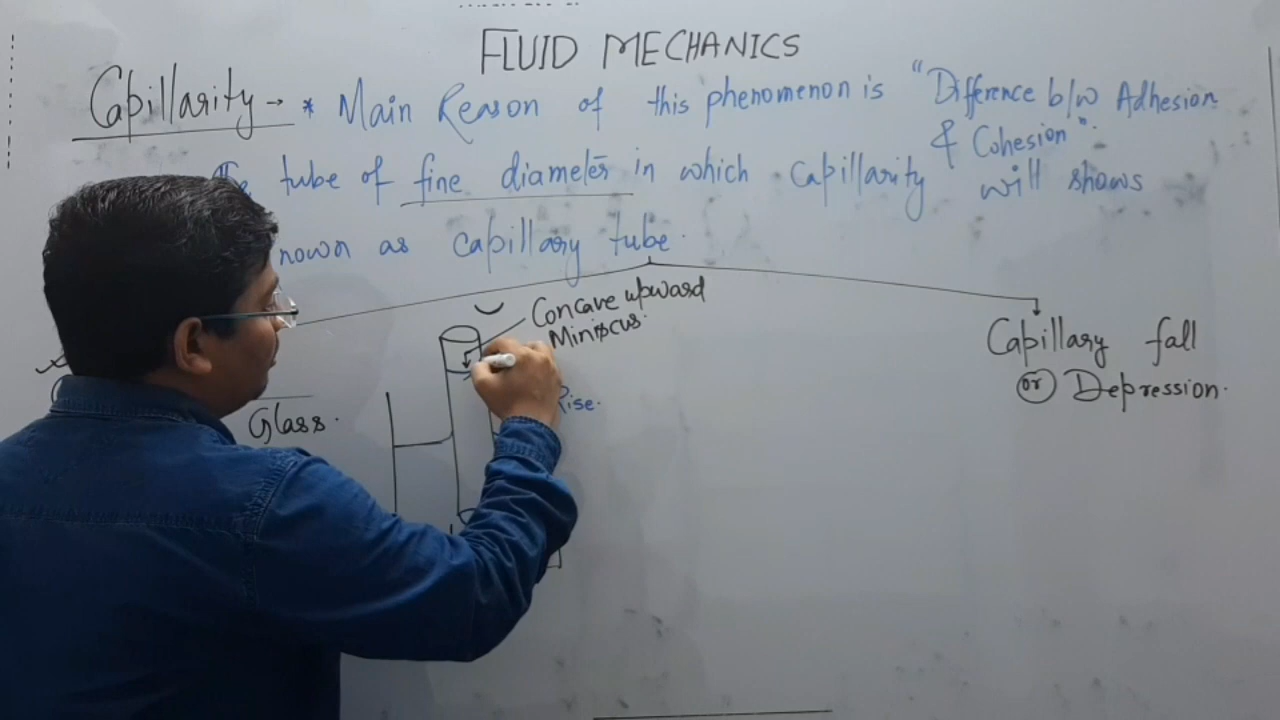 FLUID MECHANICS
Capillarity → * Main Reason of this phenomenon is "Difference b/w Adhesion
& Cohesion".
tube of fine diameter in which Capillarity will shows
nown as capillary tube.
Concave upward
Miniscus.
Rise.
Glass.
Capillary fall
(or) Depression.